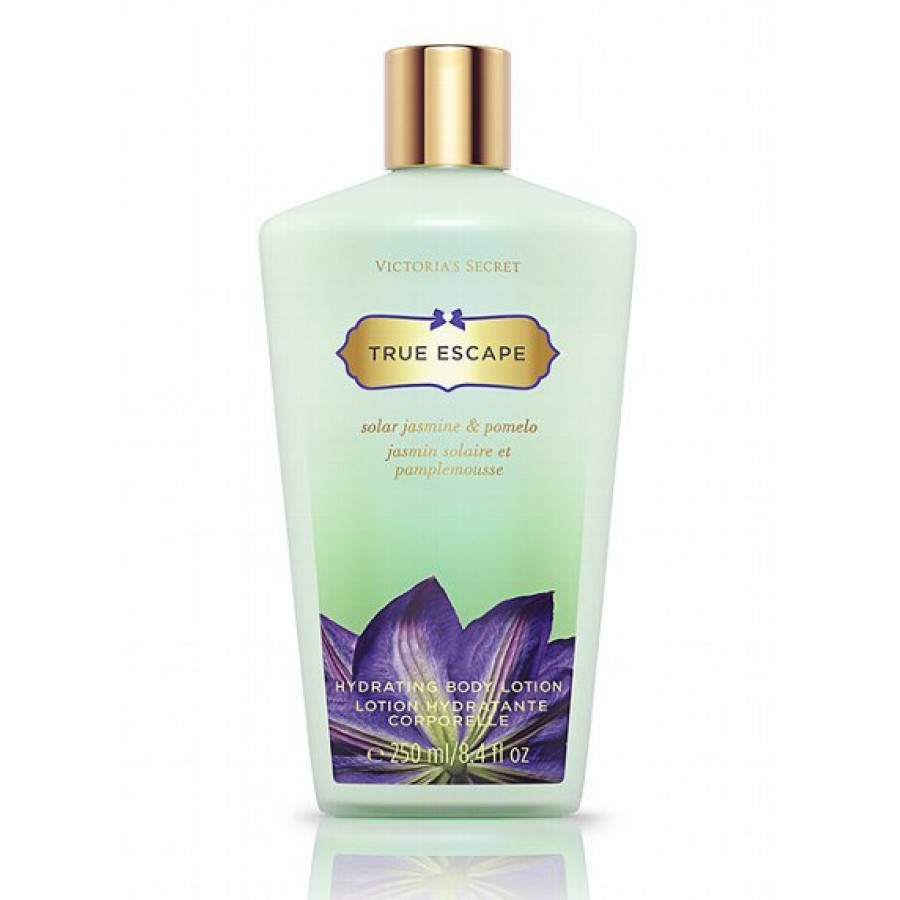 VICTORIA'S SECRET
TRUE ESCAPE
solar jasmine & pomelo
jasmin solaire et
pamplemousse
HYDRATING BODY LOTION
LOTION HYDRATANTE
CORPORELLE
e 250 ml/8.4 fl oz